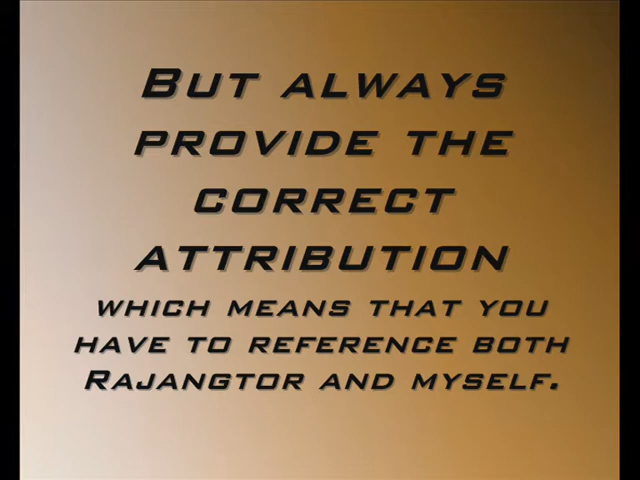 But always
provide the
correct
attribution
which means that you
have to reference both
Rajangtor and myself.